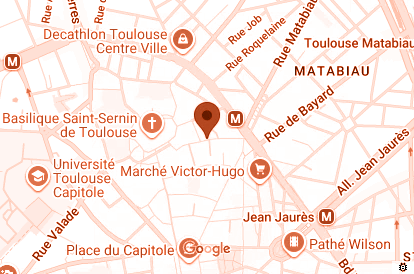 Decathlon Toulouse
Centre Ville
Rue Job
Rue Roquelaine
Rue Matabiau
Toulouse Matabiau
MATABIAU
M
Basilique Saint-Sernin
de Toulouse
M
Rue de Bayard
Université
Toulouse
Capitole
Marché Victor-Hugo
All. Jean Jaurès
Rue Valade
Jean Jaurès M
Place du Capitole
Google
Pathé Wilson